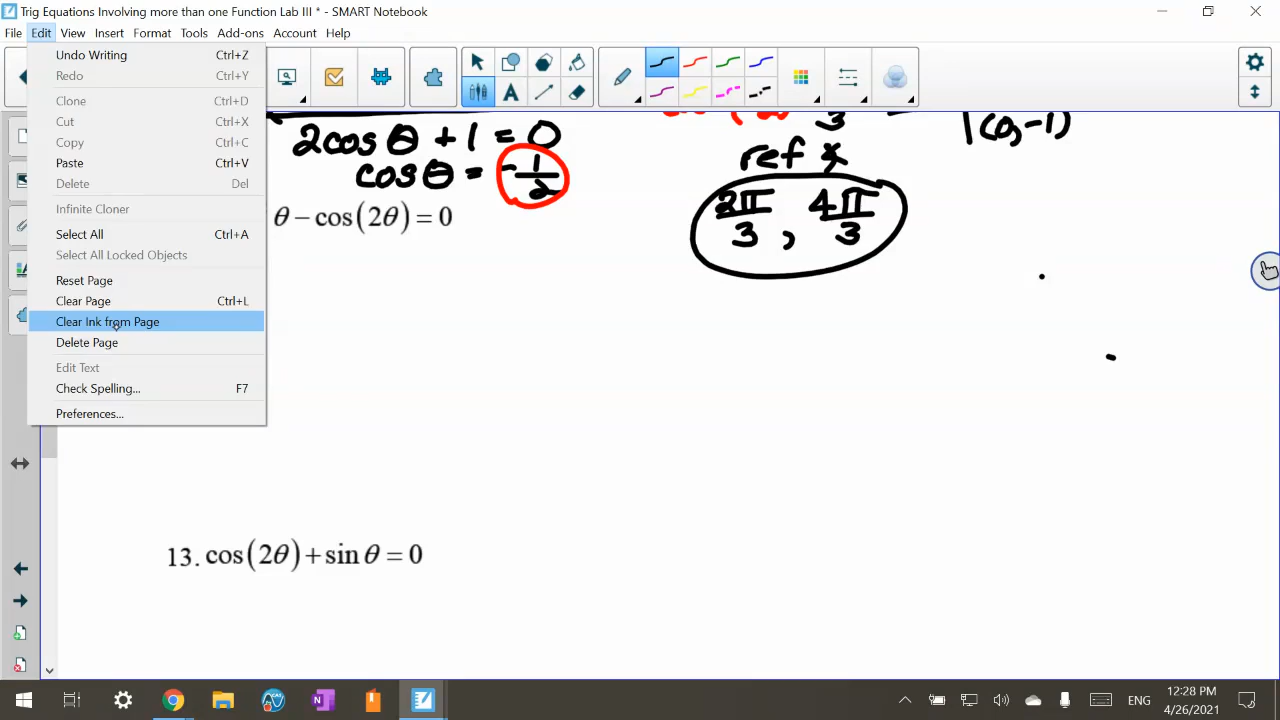 Trig Equations Involving more than one Function Lab III * - SMART Notebook
File Edit View Insert Format Tools Add-ons Account Help
Undo Writing Ctrl+Z
Redo Ctrl+Y
Clone Ctrl+D
Cut Ctrl+X
Copy Ctrl+C
Paste Ctrl+V
Delete Del
Infinite Cloner
Select All Ctrl+A
Select All Locked Objects
Reset Page
Clear Page Ctrl+L
Clear Ink from Page
Delete Page
Edit Text
Check Spelling... F7
Preferences...
2cos θ + 1 = 0
cos θ = -1/2
θ − cos(2θ) = 0
3
ref ∡
2π/3, 4π/3
(0, -1)
13. cos(2θ) + sin θ = 0
ENG
12:28 PM
4/26/2021